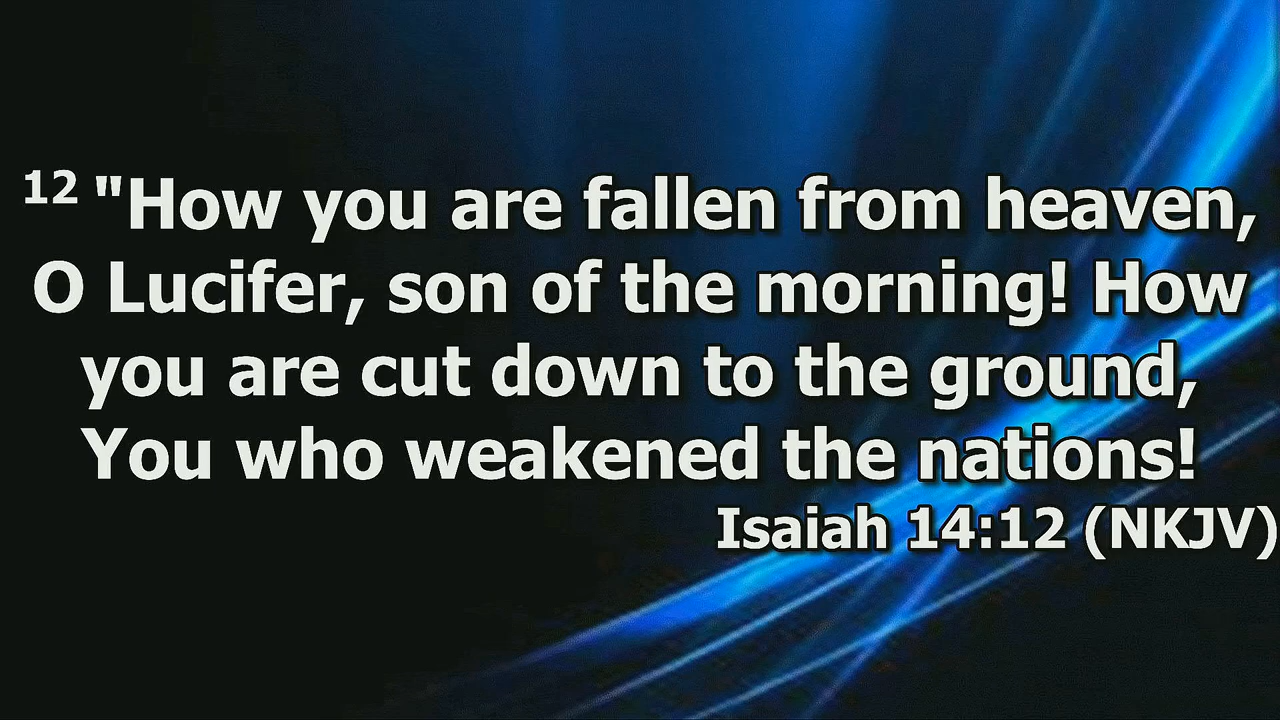 12 "How you are fallen from heaven,
O Lucifer, son of the morning! How
you are cut down to the ground,
You who weakened the nations!
Isaiah 14:12 (NKJV)